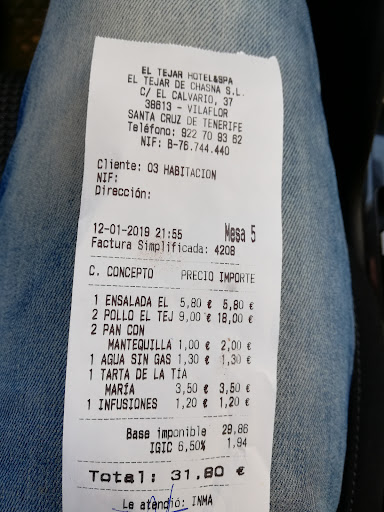 EL TEJAR HOTEL&SPA
EL TEJAR DE CHASNA S.L.
C/ EL CALVARIO, 37
38613 - VILAFLOR
SANTA CRUZ DE TENERIFE
Teléfono: 922 70 93 62
NIF: B-76.744.440
Cliente: 03 HABITACION
NIF:
Dirección:
12-01-2019 21:55 Mesa 5
Factura Simplificada: 4208
C. CONCEPTO PRECIO IMPORTE
1 ENSALADA EL 5,80 € 5,80 €
2 POLLO EL TEJ 9,00 € 18,00 €
2 PAN CON
MANTEQUILLA 1,00 € 2,00 €
1 AGUA SIN GAS 1,30 € 1,30 €
1 TARTA DE LA TÍA
MARÍA 3,50 € 3,50 €
1 INFUSIONES 1,20 € 1,20 €
Base imponible 29.86
IGIC 6,50% 1.94
Total: 31,80 €
Le atendió: INMA